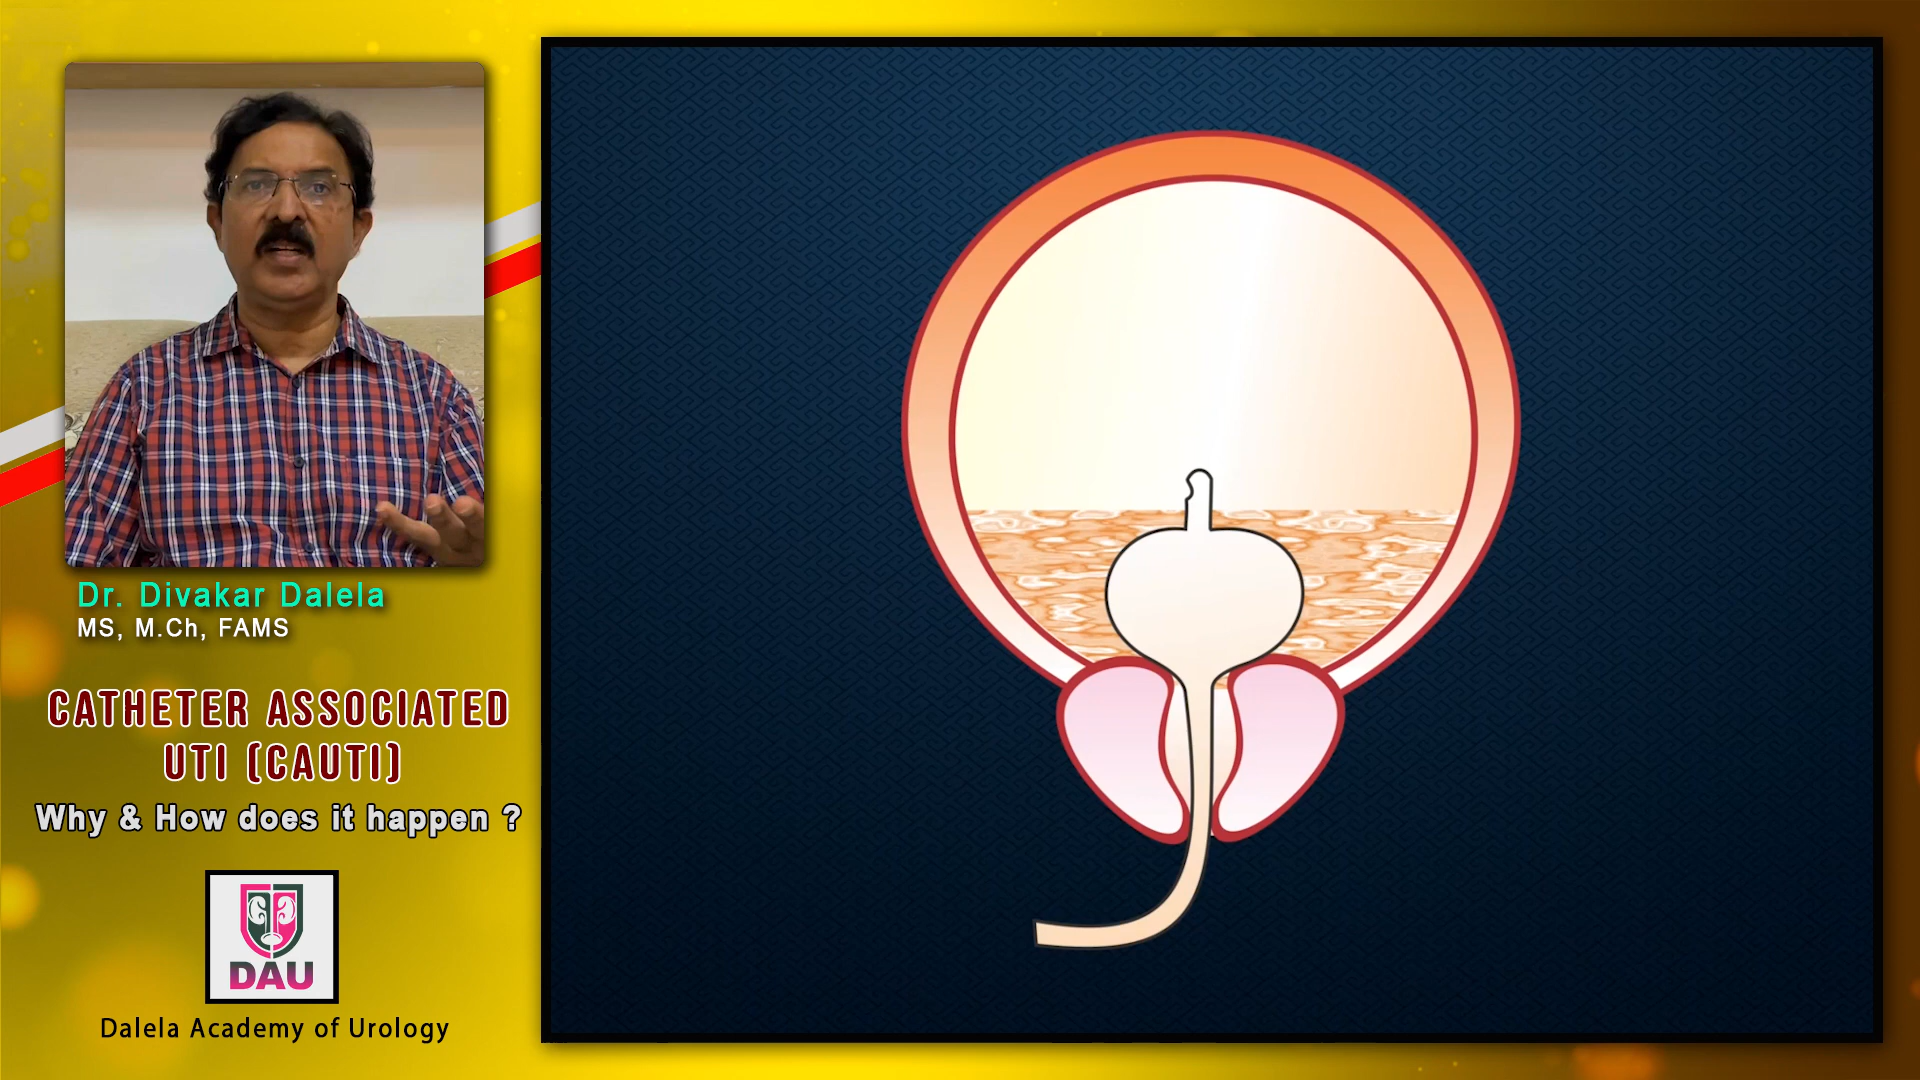 Dr. Divakar Dalela
MS, M.Ch, FAMS
CATHETER ASSOCIATED
UTI (CAUTI)
Why & How does it happen ?
DAU
Dalela Academy of Urology